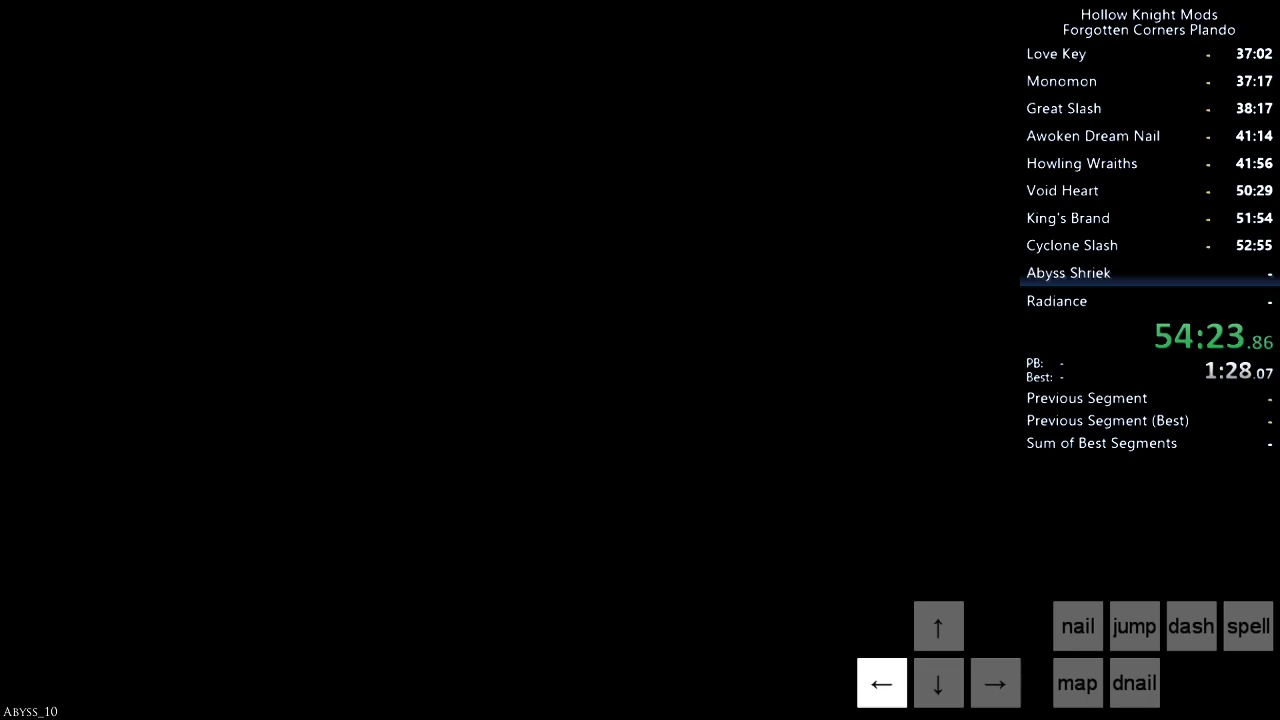 Hollow Knight Mods
Forgotten Corners Plando
Love Key - 37:02
Monomon - 37:17
Great Slash - 38:17
Awoken Dream Nail - 41:14
Howling Wraiths - 41:56
Void Heart - 50:29
King's Brand - 51:54
Cyclone Slash - 52:55
Abyss Shriek -
Radiance -
54:23.86
PB: -
Best: - 1:28.07
Previous Segment -
Previous Segment (Best) -
Sum of Best Segments -
↑ nail jump dash spell
← ↓ → map dnail
Abyss_10